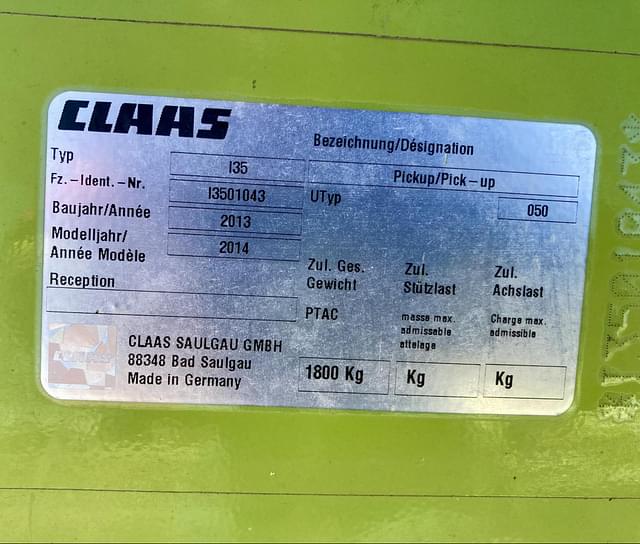 CLAAS
Bezeichnung/Désignation
Typ I35 Pickup/Pick-up
Fz.-Ident.-Nr. I3501043 UTyp 050
Baujahr/Année 2013
Modelljahr/
Année Modèle 2014
Reception
Zul. Ges.
Gewicht
PTAC
Zul.
Stützlast
masse max.
admissable
attelage
Zul.
Achslast
Charge max.
admissible
CLAAS SAULGAU GMBH
88348 Bad Saulgau
Made in Germany
1800 Kg Kg Kg